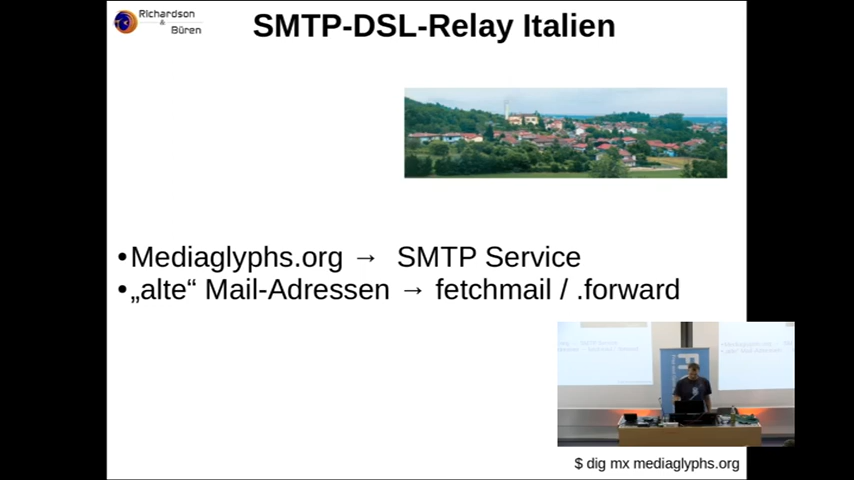 Richardson
&
Büren
SMTP-DSL-Relay Italien
•Mediaglyphs.org → SMTP Service
•„alte“ Mail-Adressen → fetchmail / .forward
$ dig mx mediaglyphs.org